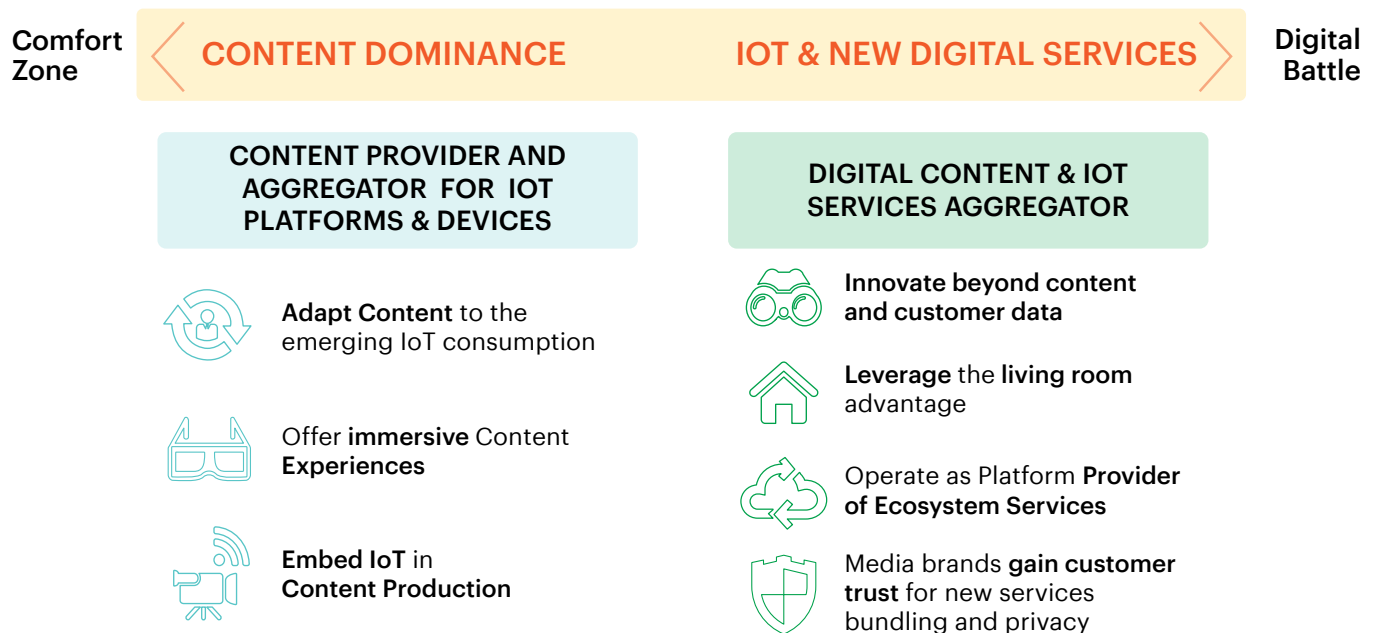 Comfort
Zone
CONTENT DOMINANCE
IOT & NEW DIGITAL SERVICES
Digital
Battle
CONTENT PROVIDER AND
AGGREGATOR FOR IOT
PLATFORMS & DEVICES
Adapt Content to the
emerging IoT consumption
Offer immersive Content
Experiences
Embed IoT in
Content Production
DIGITAL CONTENT & IOT
SERVICES AGGREGATOR
Innovate beyond content
and customer data
Leverage the living room
advantage
Operate as Platform Provider
of Ecosystem Services
Media brands gain customer
trust for new services
bundling and privacy